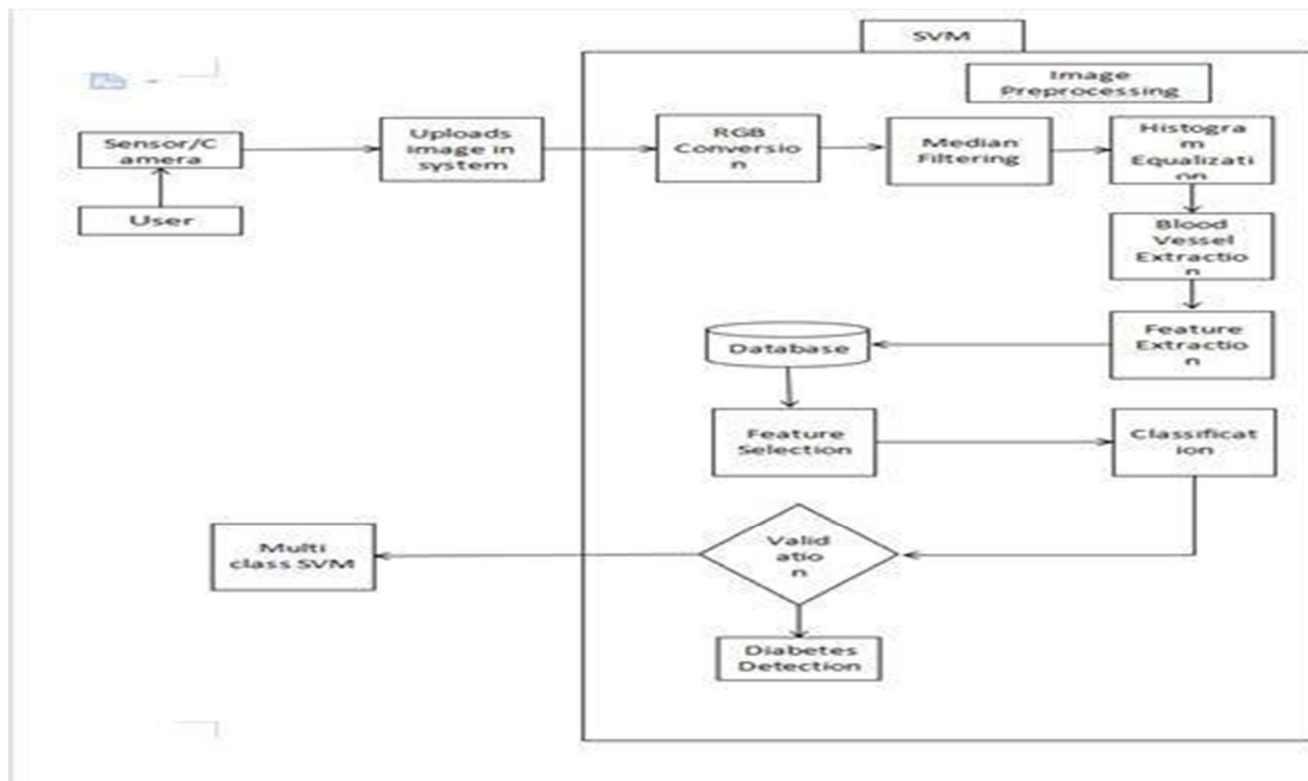 SVM
Image
Preprocessing
Sensor/C
amera
Uploads
Image in
system
RGB
Conversio
n
Median
Filtering
Histogra
m
Equalizati
on
User
Blood
Vessel
Extractio
n
Feature
Extractio
n
Database
Feature
Selection
Classificat
ion
Valid
atio
n
Multi
class SVM
Diabetes
Detection